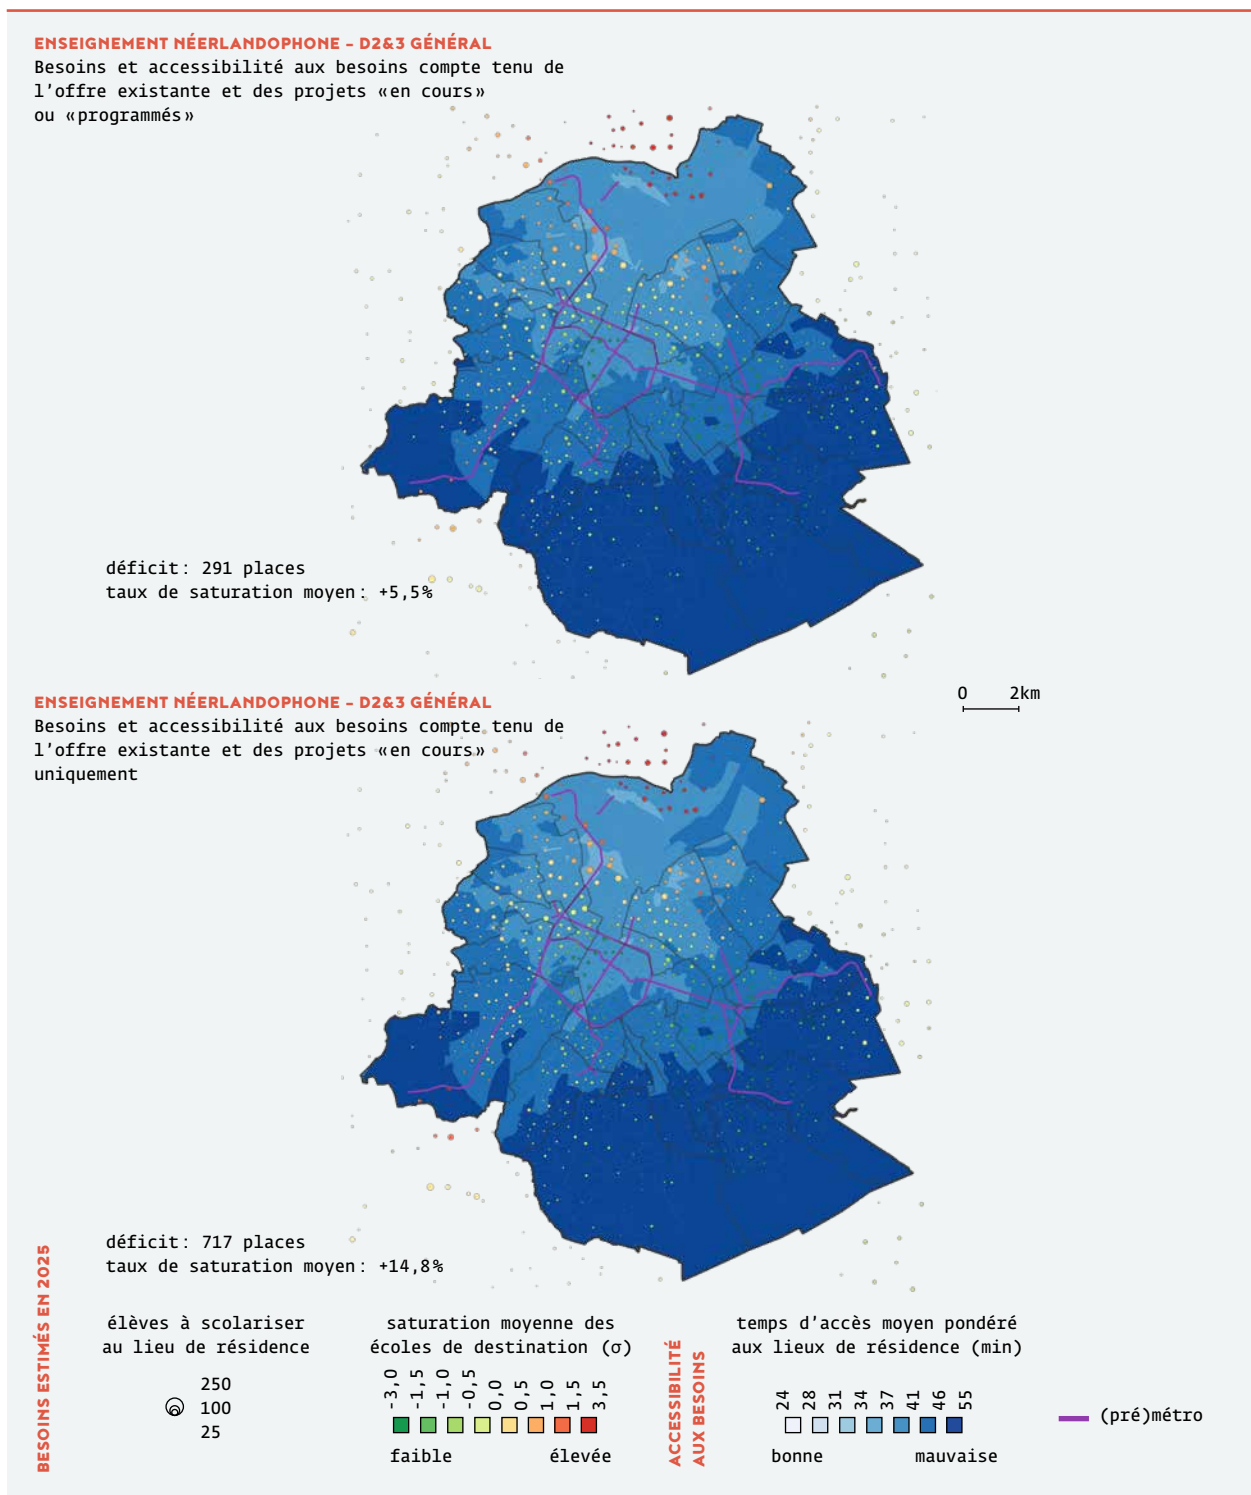 ENSEIGNEMENT NÉERLANDOPHONE – D2&3 GÉNÉRAL
Besoins et accessibilité aux besoins compte tenu de
l'offre existante et des projets «en cours»
ou «programmés»
déficit: 291 places
taux de saturation moyen: +5,5%
0 2km
ENSEIGNEMENT NÉERLANDOPHONE – D2&3 GÉNÉRAL
Besoins et accessibilité aux besoins compte tenu de
l'offre existante et des projets «en cours»
uniquement
déficit: 717 places
taux de saturation moyen: +14,8%
BESOINS ESTIMÉS EN 2025
élèves à scolariser
au lieu de résidence
250
100
25
saturation moyenne des
écoles de destination (σ)
-3,0 -1,5 -1,0 -0,5 0,0 0,5 1,0 1,5 3,5
faible élevée
ACCESSIBILITÉ
AUX BESOINS
temps d'accès moyen pondéré
aux lieux de résidence (min)
24 28 31 34 37 41 46 55
bonne mauvaise
(pré)métro